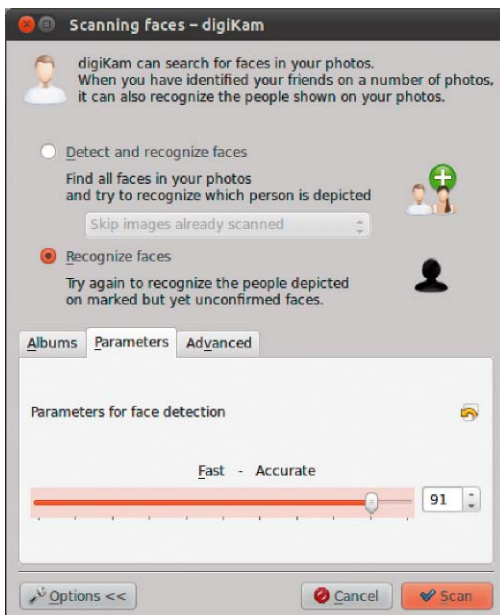 Scanning faces – digiKam
digiKam can search for faces in your photos.
When you have identified your friends on a number of photos,
it can also recognize the people shown on your photos.
Detect and recognize faces
Find all faces in your photos
and try to recognize which person is depicted
Skip images already scanned
Recognize faces
Try again to recognize the people depicted
on marked but yet unconfirmed faces.
Albums Parameters Advanced
Parameters for face detection
Fast - Accurate
91
Options << Cancel Scan